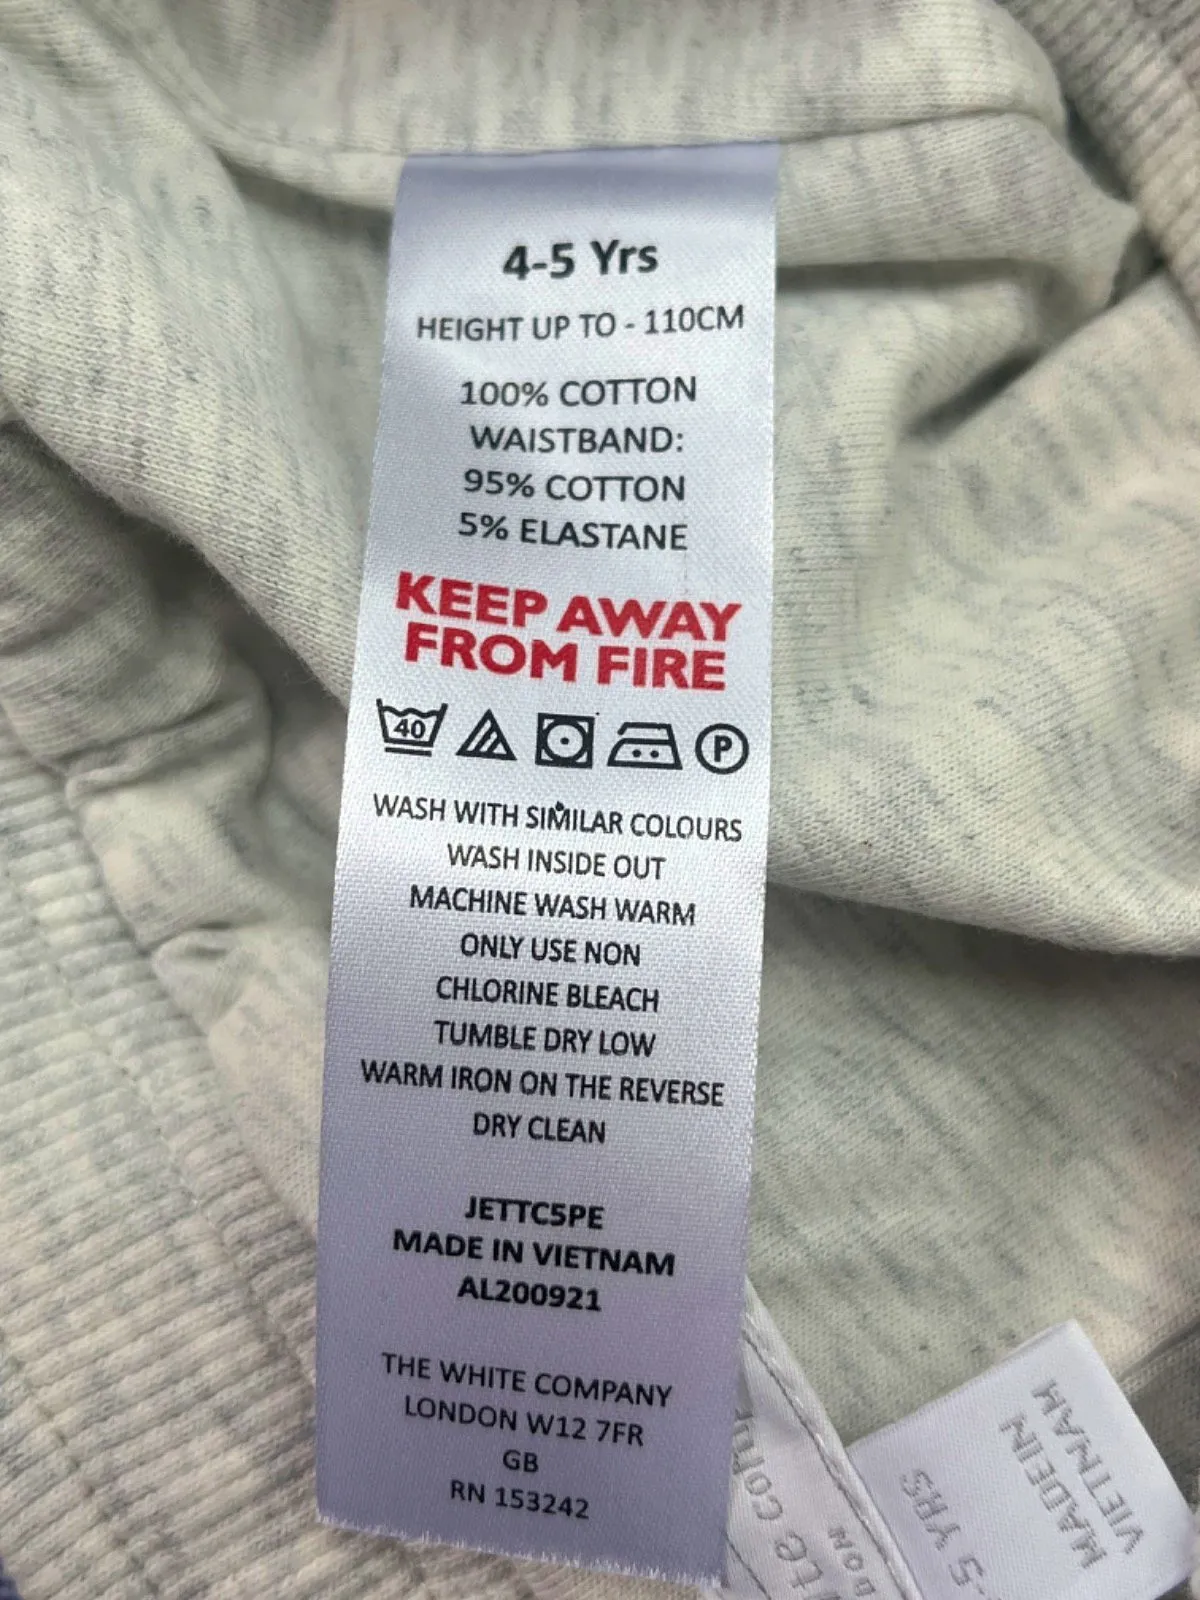 4-5 Yrs
HEIGHT UP TO - 110CM
100% COTTON
WAISTBAND:
95% COTTON
5% ELASTANE
KEEP AWAY
FROM FIRE
40
P
WASH WITH SIMILAR COLOURS
WASH INSIDE OUT
MACHINE WASH WARM
ONLY USE NON
CHLORINE BLEACH
TUMBLE DRY LOW
WARM IRON ON THE REVERSE
DRY CLEAN
JETTC5PE
MADE IN VIETNAM
AL200921
THE WHITE COMPANY
LONDON W12 7FR
GB
RN 153242
MADE IN
VIETNAM
5 YRS